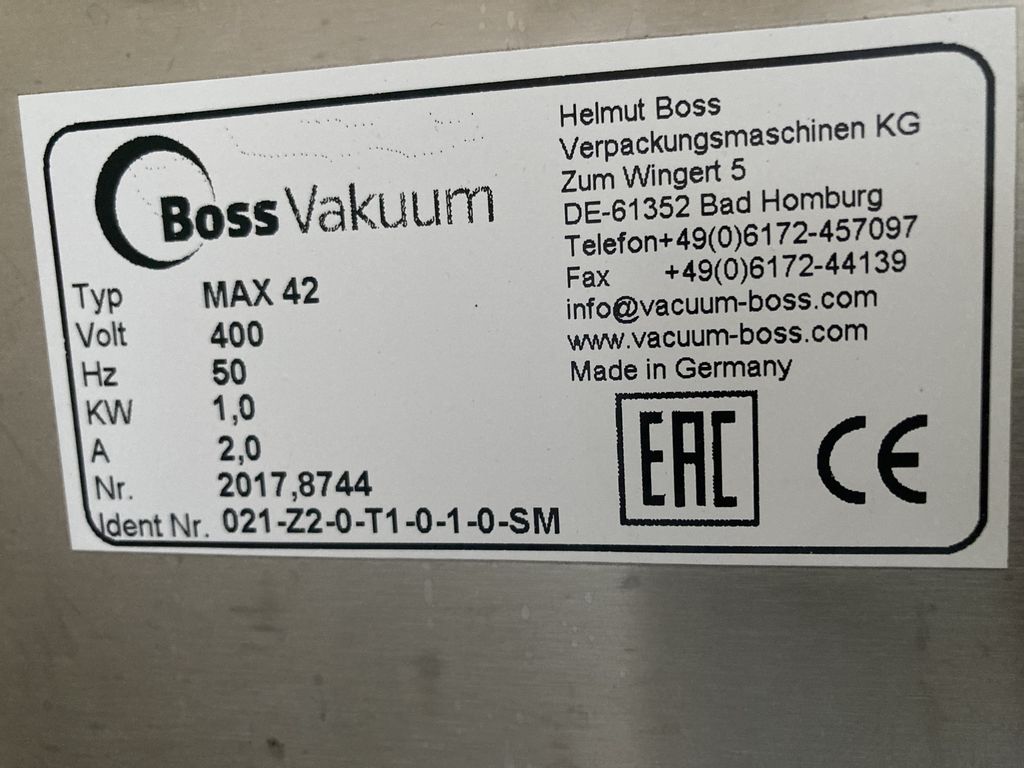 Boss Vakuum
Typ MAX 42
Volt 400
Hz 50
KW 1,0
A 2,0
Nr. 2017,8744
Ident Nr. 021-Z2-0-T1-0-1-0-SM
Helmut Boss
Verpackungsmaschinen KG
Zum Wingert 5
DE-61352 Bad Homburg
Telefon+49(0)6172-457097
Fax +49(0)6172-44139
info@vacuum-boss.com
www.vacuum-boss.com
Made in Germany
EAC CE